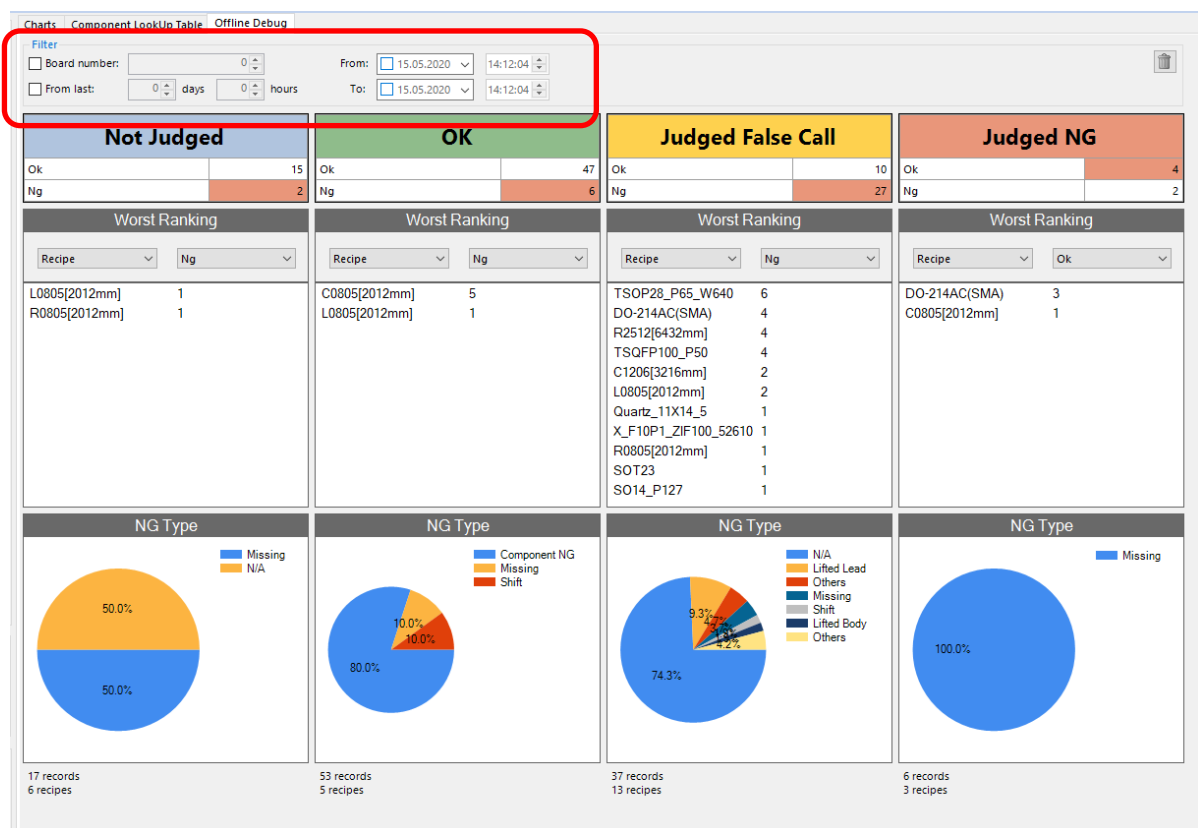 Charts Component LookUp Table Offline Debug
Filter
Board number: 0 From: 15.05.2020 14:12:04
From last: 0 days 0 hours To: 15.05.2020 14:12:04
Not Judged
Ok 15
Ng 2
Worst Ranking
Recipe Ng
L0805[2012mm] 1
R0805[2012mm] 1
NG Type
Missing
N/A
50.0%
50.0%
17 records
6 recipes
OK
Ok 47
Ng 6
Worst Ranking
Recipe Ng
C0805[2012mm] 5
L0805[2012mm] 1
NG Type
Component NG
Missing
Shift
10.0%
10.0%
80.0%
53 records
5 recipes
Judged False Call
Ok 10
Ng 27
Worst Ranking
Recipe Ng
TSOP28_P65_W640 6
DO-214AC(SMA) 4
R2512[6432mm] 4
TSQFP100_P50 4
C1206[3216mm] 2
L0805[2012mm] 2
Quartz_11X14_5 1
X_F10P1_ZIF100_52610 1
R0805[2012mm] 1
SOT23 1
SO14_P127 1
NG Type
N/A
Lifted Lead
Others
Missing
Shift
Lifted Body
Others
9.3%
4.2%
74.3%
37 records
13 recipes
Judged NG
Ok 4
Ng 2
Worst Ranking
Recipe Ok
DO-214AC(SMA) 3
C0805[2012mm] 1
NG Type
Missing
100.0%
6 records
3 recipes